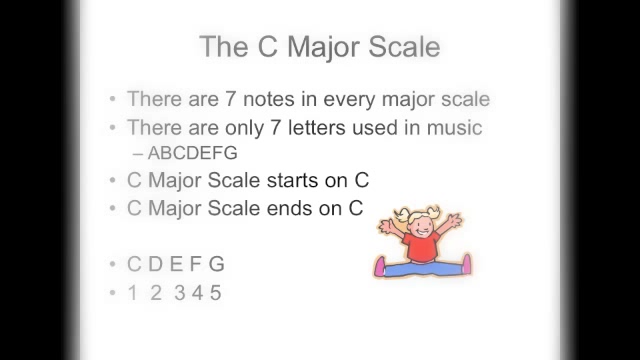 The C Major Scale
• There are 7 notes in every major scale
• There are only 7 letters used in music
– ABCDEFG
• C Major Scale starts on C
• C Major Scale ends on C
• C D E F G
• 1 2 3 4 5